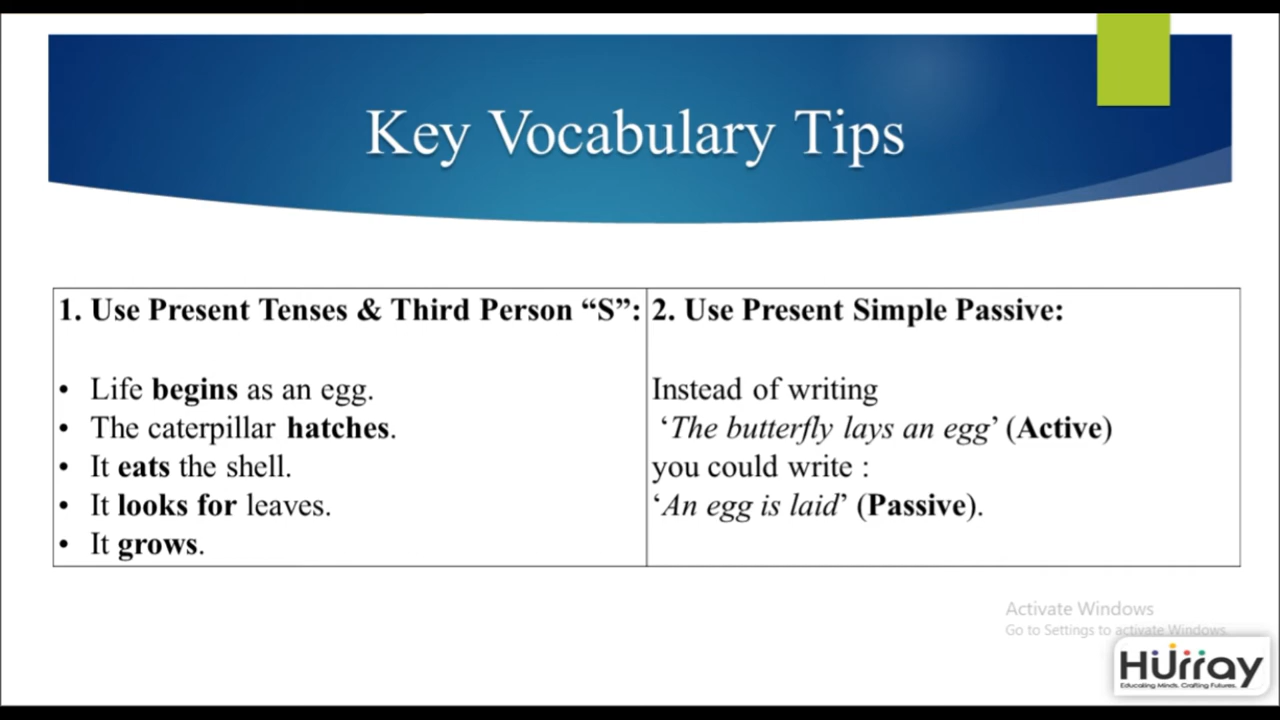 Key Vocabulary Tips
1. Use Present Tenses & Third Person “S”:
• Life begins as an egg.
• The caterpillar hatches.
• It eats the shell.
• It looks for leaves.
• It grows.
2. Use Present Simple Passive:
Instead of writing
‘The butterfly lays an egg’ (Active)
you could write :
‘An egg is laid’ (Passive).
Activate Windows
Go to Settings to activate Windows.
Hurray
Educating Minds, Crafting Futures.